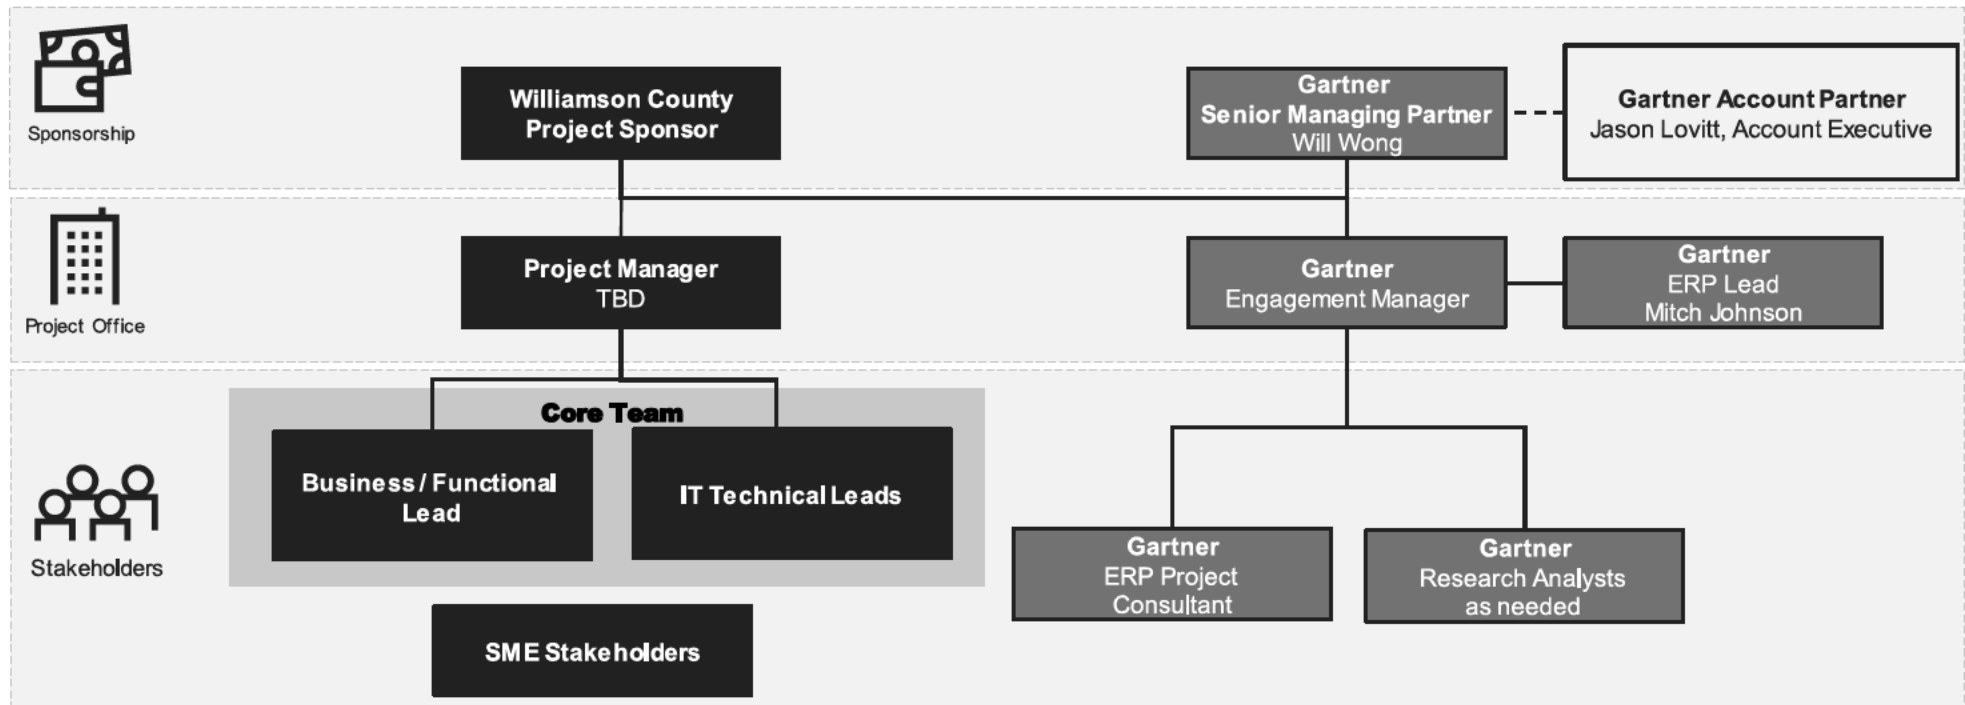 Sponsorship
Williamson County
Project Sponsor
Gartner
Senior Managing Partner
Will Wong
Gartner Account Partner
Jason Lovitt, Account Executive
Project Office
Project Manager
TBD
Gartner
Engagement Manager
Gartner
ERP Lead
Mitch Johnson
Stakeholders
Core Team
Business / Functional
Lead
IT Technical Leads
SME Stakeholders
Gartner
ERP Project
Consultant
Gartner
Research Analysts
as needed